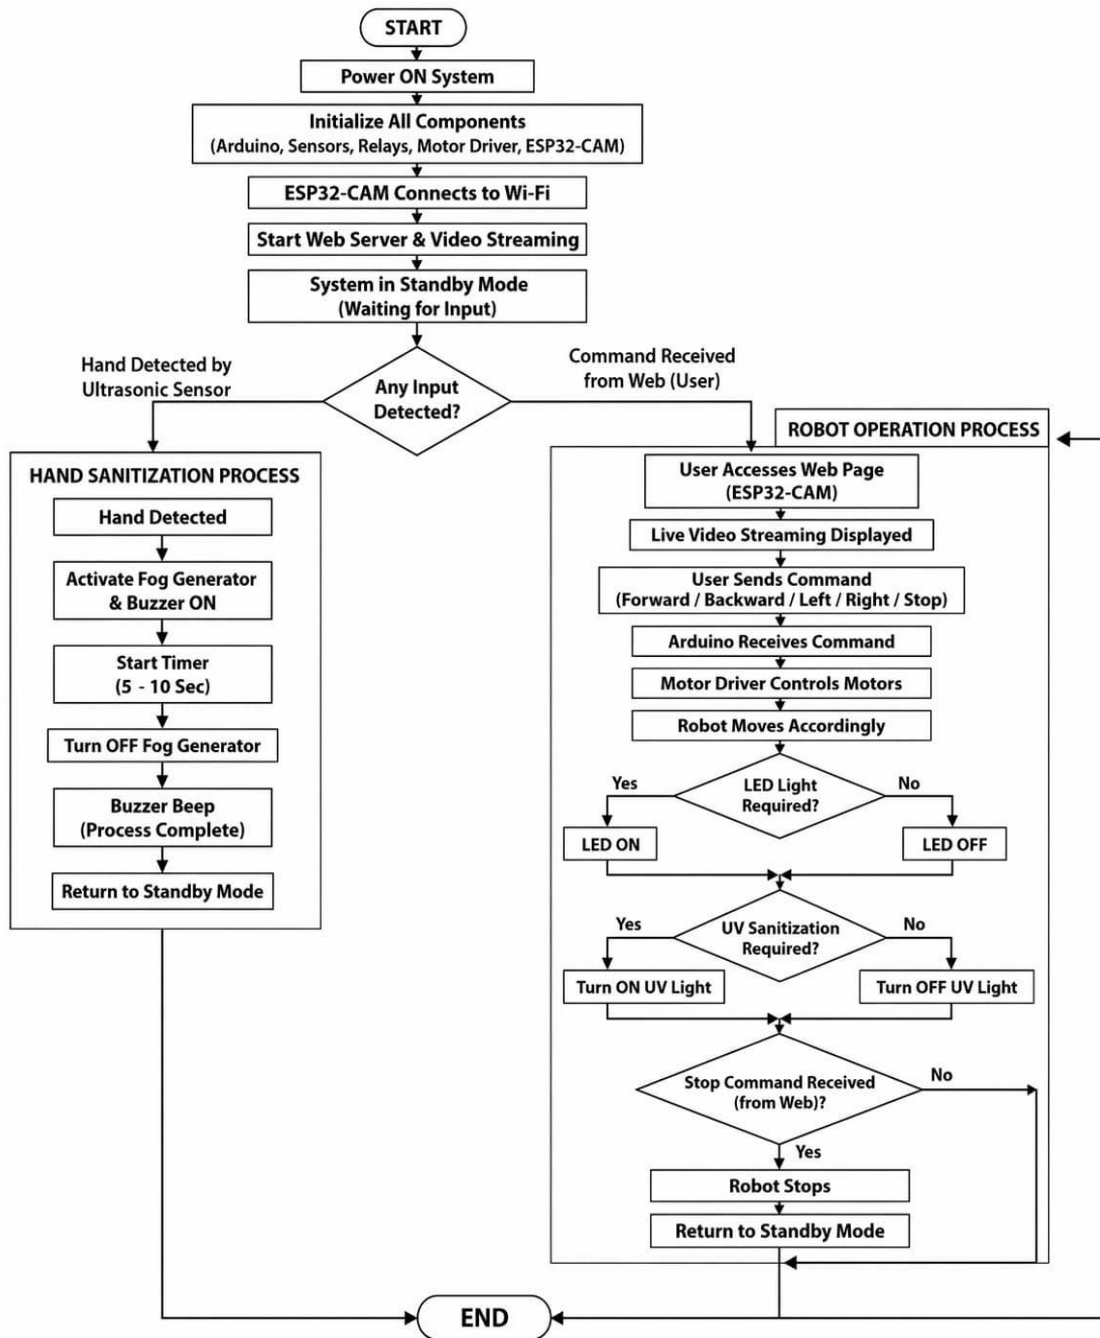 START
Power ON System
Initialize All Components
(Arduino, Sensors, Relays, Motor Driver, ESP32-CAM)
ESP32-CAM Connects to Wi-Fi
Start Web Server & Video Streaming
System in Standby Mode
(Waiting for Input)
Hand Detected by
Ultrasonic Sensor
Any Input
Detected?
Command Received
from Web (User)
HAND SANITIZATION PROCESS
Hand Detected
Activate Fog Generator
& Buzzer ON
Start Timer
(5 - 10 Sec)
Turn OFF Fog Generator
Buzzer Beep
(Process Complete)
Return to Standby Mode
ROBOT OPERATION PROCESS
User Accesses Web Page
(ESP32-CAM)
Live Video Streaming Displayed
User Sends Command
(Forward / Backward / Left / Right / Stop)
Arduino Receives Command
Motor Driver Controls Motors
Robot Moves Accordingly
Yes
LED Light
Required?
No
LED ON
LED OFF
Yes
UV Sanitization
Required?
No
Turn ON UV Light
Turn OFF UV Light
Stop Command Received
(from Web)?
No
Yes
Robot Stops
Return to Standby Mode
END